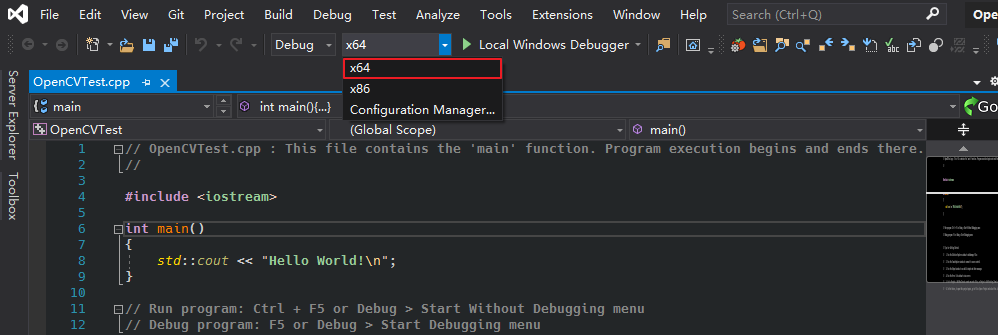 File Edit View Git Project Build Debug Test Analyze Tools Extensions Window Help Search (Ctrl+Q) Open
Debug x64 Local Windows Debugger
x64
x86
Configuration Manager...
Server Explorer
Toolbox
OpenCVTest.cpp
main int main(){...} Go
OpenCVTest (Global Scope) main()
1 // OpenCVTest.cpp : This file contains the 'main' function. Program execution begins and ends there.
2 //
3
4 #include <iostream>
5
6 int main()
7 {
8 std::cout << "Hello World!\n";
9 }
10
11 // Run program: Ctrl + F5 or Debug > Start Without Debugging menu
12 // Debug program: F5 or Debug > Start Debugging menu